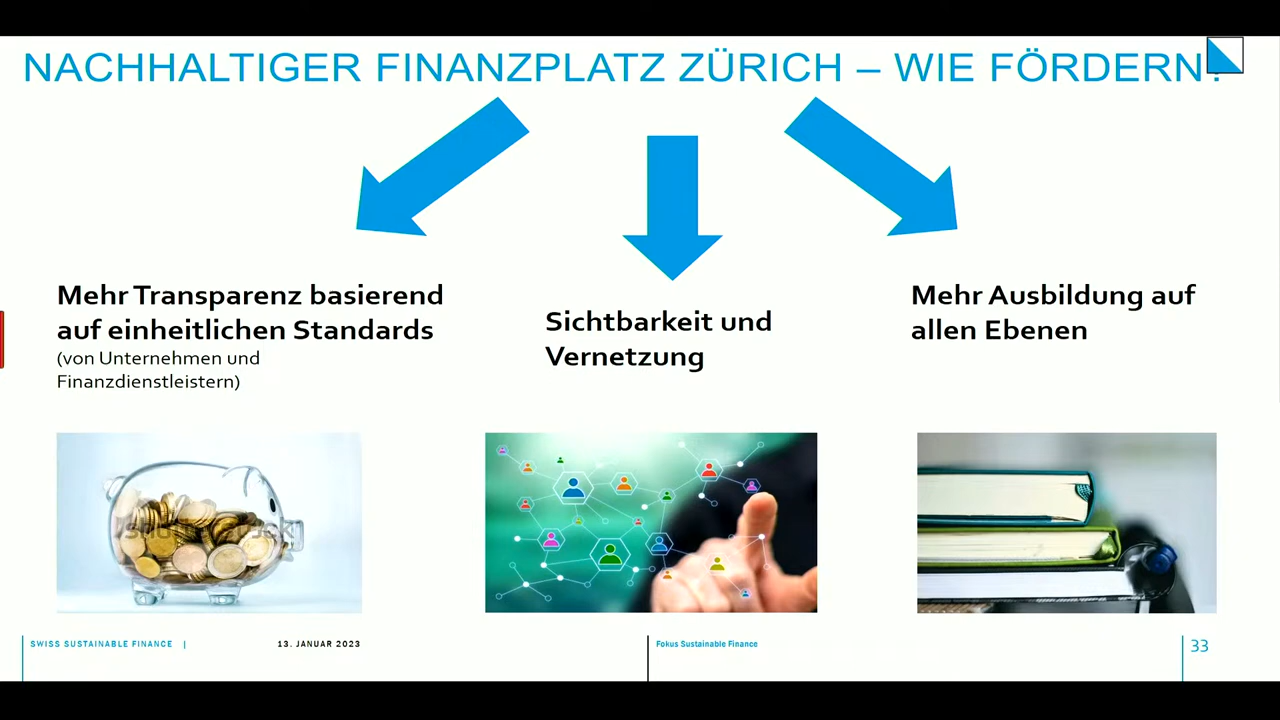 NACHHALTIGER FINANZPLATZ ZÜRICH – WIE FÖRDERN?
Mehr Transparenz basierend
auf einheitlichen Standards
(von Unternehmen und
Finanzdienstleistern)
Sichtbarkeit und
Vernetzung
Mehr Ausbildung auf
allen Ebenen
SWISS SUSTAINABLE FINANCE |
13. JANUAR 2023
Fokus Sustainable Finance
33